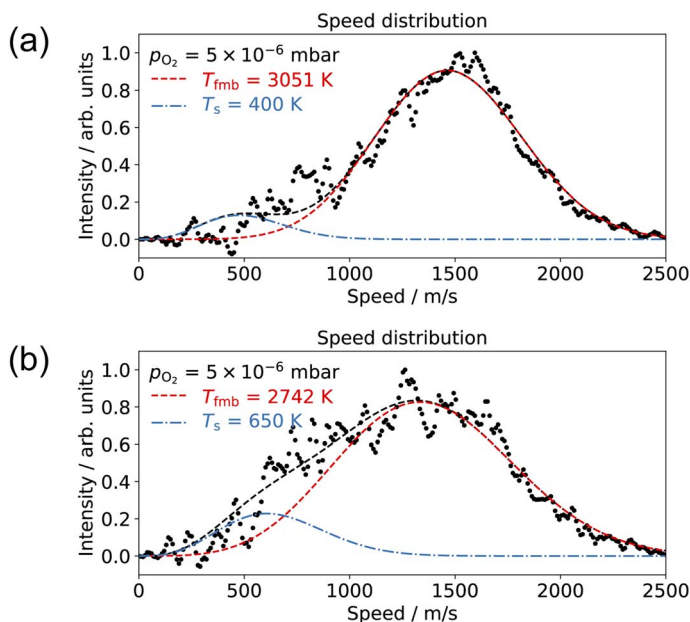 (a)
Speed distribution
p_O₂ = 5 × 10⁻⁶ mbar
T_fmb = 3051 K
T_s = 400 K
Intensity / arb. units
1.0
0.8
0.6
0.4
0.2
0.0
0 500 1000 1500 2000 2500
Speed / m/s
(b)
Speed distribution
p_O₂ = 5 × 10⁻⁶ mbar
T_fmb = 2742 K
T_s = 650 K
Intensity / arb. units
1.0
0.8
0.6
0.4
0.2
0.0
0 500 1000 1500 2000 2500
Speed / m/s